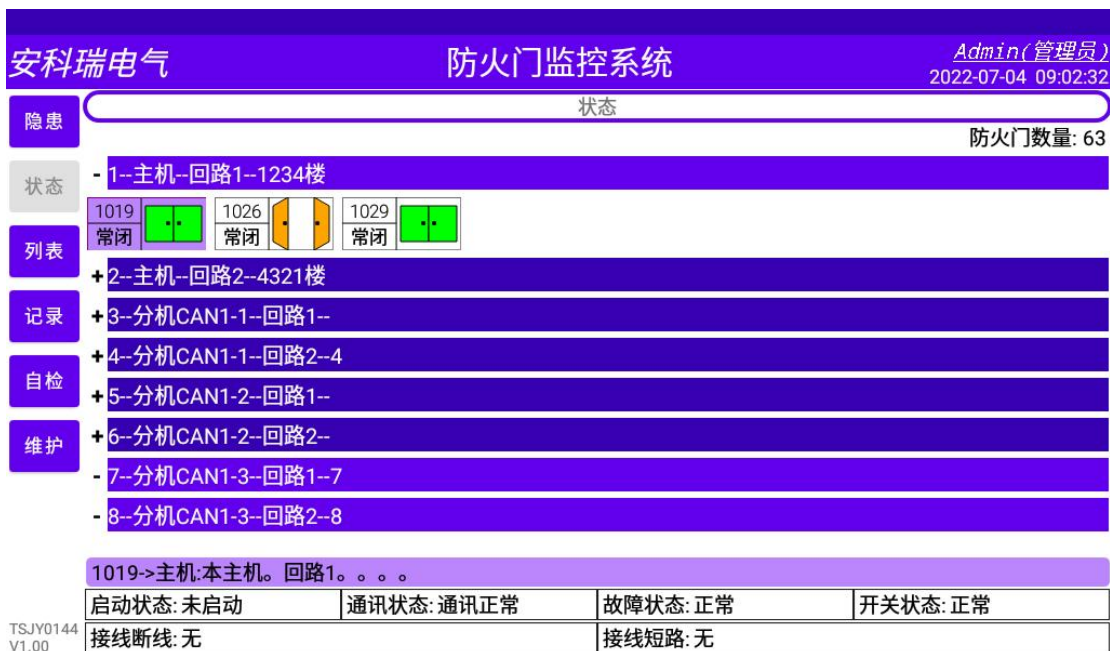 安科瑞电气
防火门监控系统
Admin(管理员)
2022-07-04 09:02:32
隐患
状态
列表
记录
自检
维护
状态
防火门数量: 63
- 1--主机--回路1--1234楼
1019
常闭
1026
常闭
1029
常闭
+ 2--主机--回路2--4321楼
+ 3--分机CAN1-1--回路1--
+ 4--分机CAN1-1--回路2--4
+ 5--分机CAN1-2--回路1--
+ 6--分机CAN1-2--回路2--
- 7--分机CAN1-3--回路1--7
- 8--分机CAN1-3--回路2--8
1019->主机:本主机。回路1。。。。
启动状态: 未启动
通讯状态: 通讯正常
故障状态: 正常
开关状态: 正常
接线断线: 无
接线短路: 无
TSJY0144
V1.00